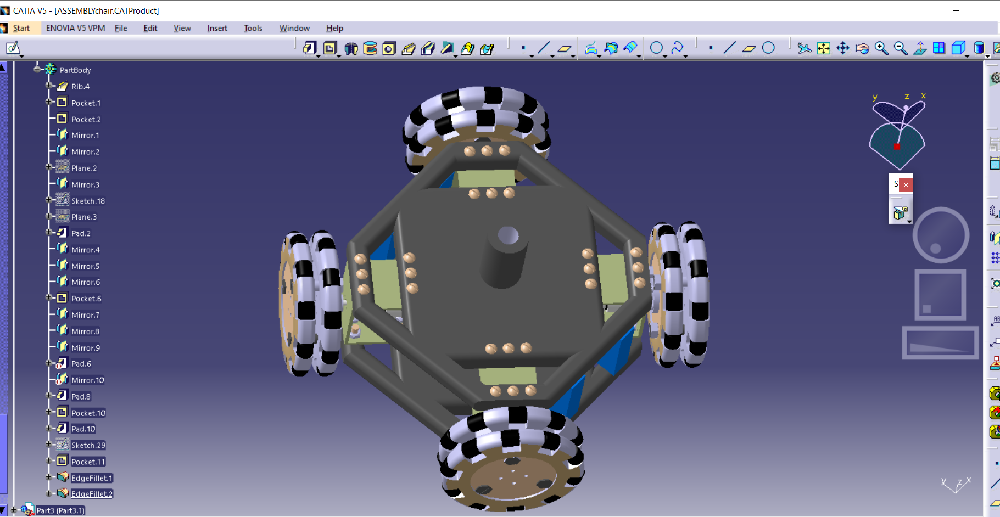 CATIA V5 - [ASSEMBLYchair.CATProduct]
Start ENOVIA V5 VPM File Edit View Insert Tools Window Help
PartBody
Rib.4
Pocket.1
Pocket.2
Mirror.1
Mirror.2
Plane.2
Mirror.3
Sketch.18
Plane.3
Pad.2
Mirror.4
Mirror.5
Mirror.6
Pocket.6
Mirror.7
Mirror.8
Mirror.9
Pad.6
Mirror.10
Pad.8
Pocket.10
Pad.10
Sketch.29
Pocket.11
EdgeFillet.1
EdgeFillet.2
Part3 (Part3.1)
y z x
S
AB
y z x